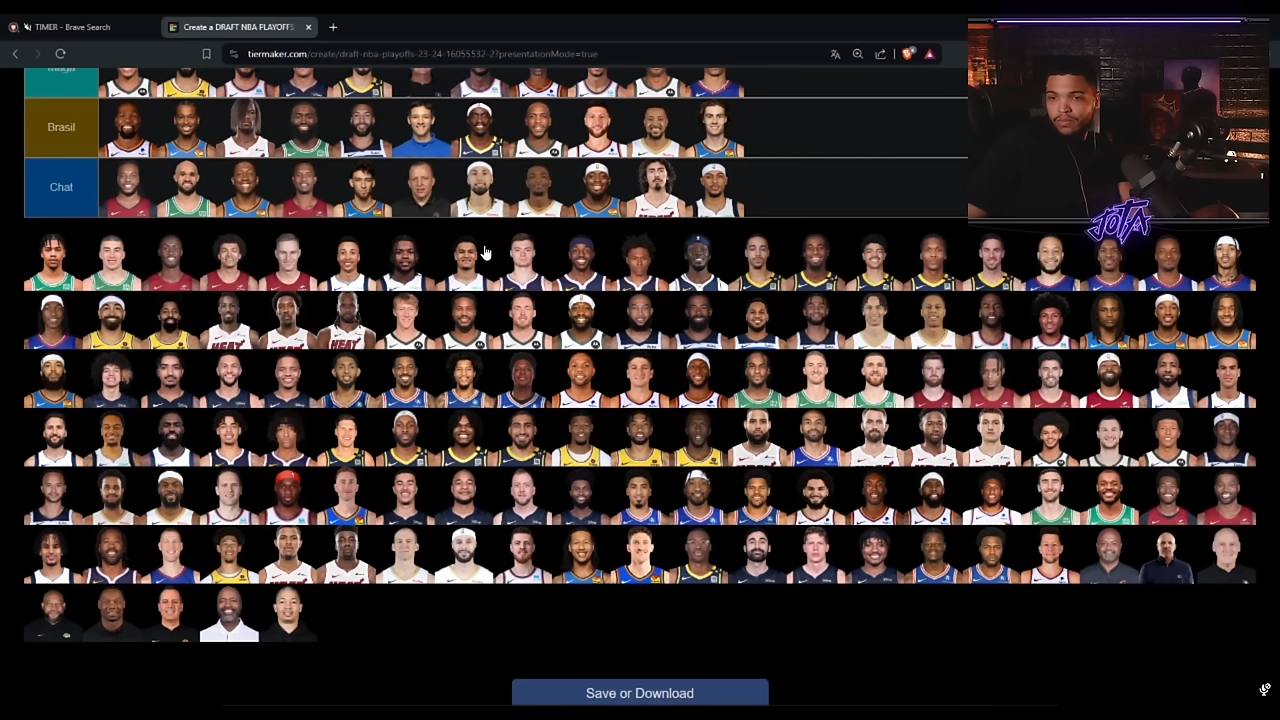 TIMER - Brave Search
Create a DRAFT NBA PLAYOFFS
tiermaker.com/create/draft-nba-playoffs-23-24-16055532-2?presentationMode=true
Brasil
Chat
JOTA
Save or Download